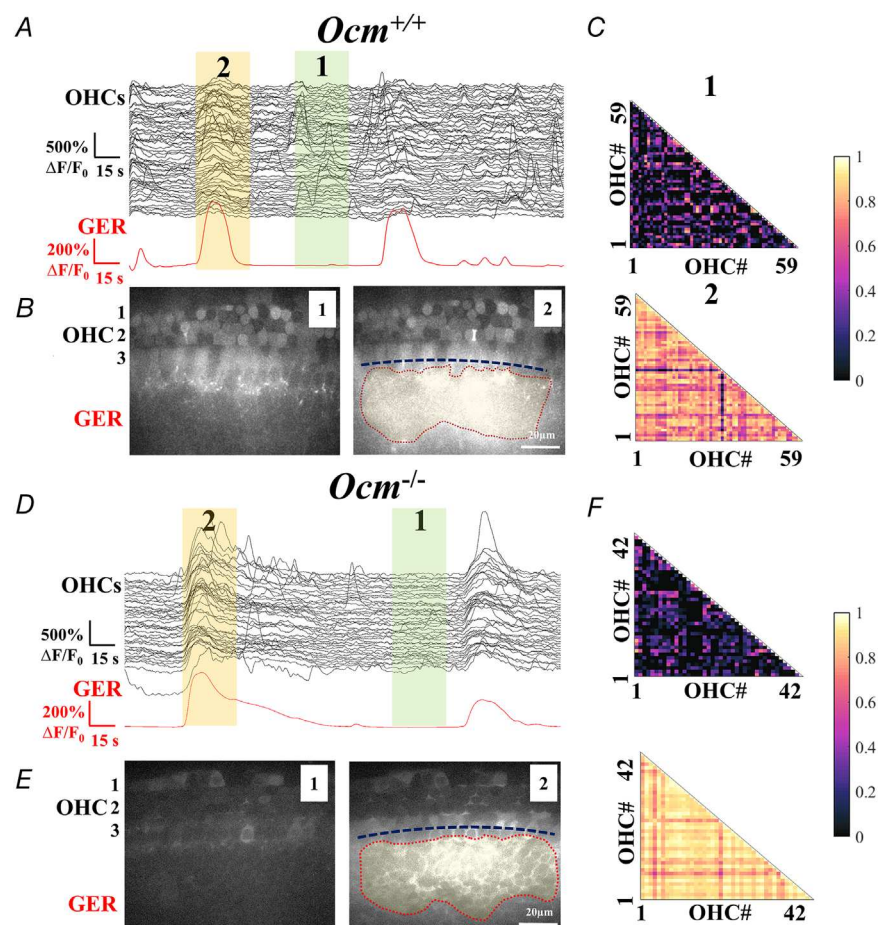 A
Ocm+/+
2
1
OHCs
500%
ΔF/F0 15 s
GER
200%
ΔF/F0 15 s
B
1
OHC 2
3
GER
1
2
I
20μm
C
1
OHC#
59
1
1
OHC#
59
2
OHC#
59
1
1
OHC#
59
1
0.8
0.6
0.4
0.2
0
D
Ocm-/-
2
1
OHCs
500%
ΔF/F0 15 s
GER
200%
ΔF/F0 15 s
E
1
OHC 2
3
GER
1
2
20μm
F
OHC#
42
1
1
OHC#
42
OHC#
42
1
1
OHC#
42
1
0.8
0.6
0.4
0.2
0